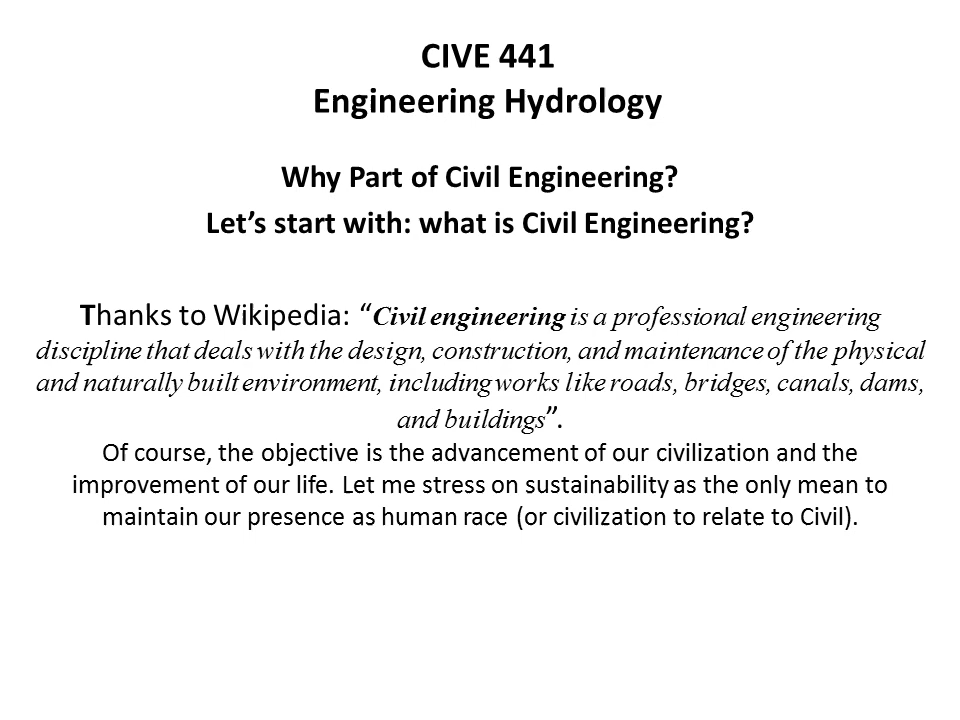 CIVE 441
Engineering Hydrology
Why Part of Civil Engineering?
Let’s start with: what is Civil Engineering?
Thanks to Wikipedia: “Civil engineering is a professional engineering
discipline that deals with the design, construction, and maintenance of the physical
and naturally built environment, including works like roads, bridges, canals, dams,
and buildings”.
Of course, the objective is the advancement of our civilization and the
improvement of our life. Let me stress on sustainability as the only mean to
maintain our presence as human race (or civilization to relate to Civil).